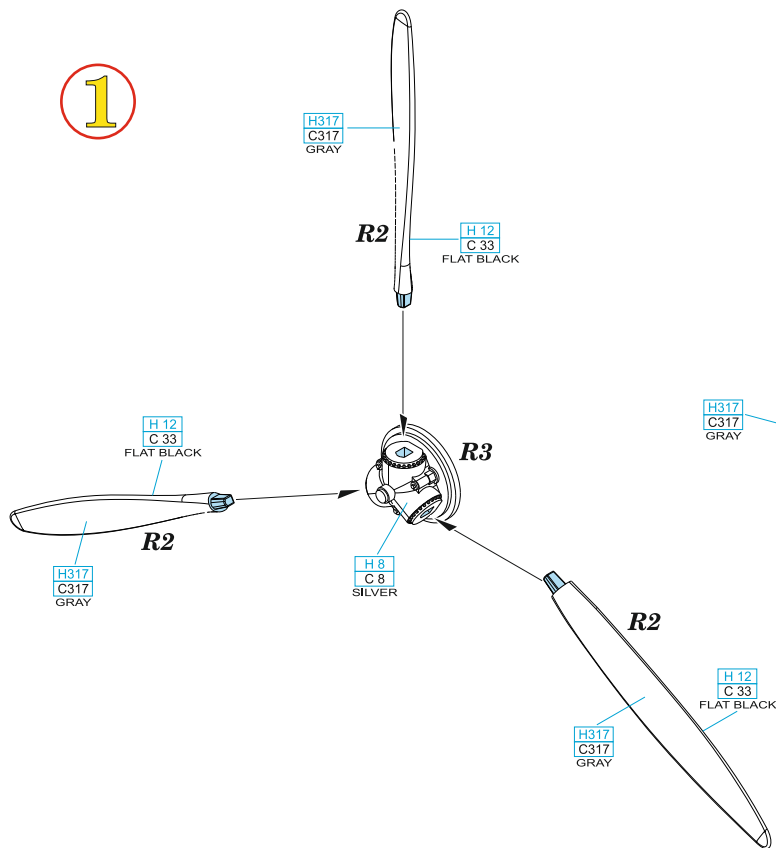 1
H317
C317
GRAY
R2
H 12
C 33
FLAT BLACK
H317
C317
GRAY
H 12
C 33
FLAT BLACK
R3
R2
H317
C317
GRAY
H 8
C 8
SILVER
R2
H 12
C 33
FLAT BLACK
H317
C317
GRAY